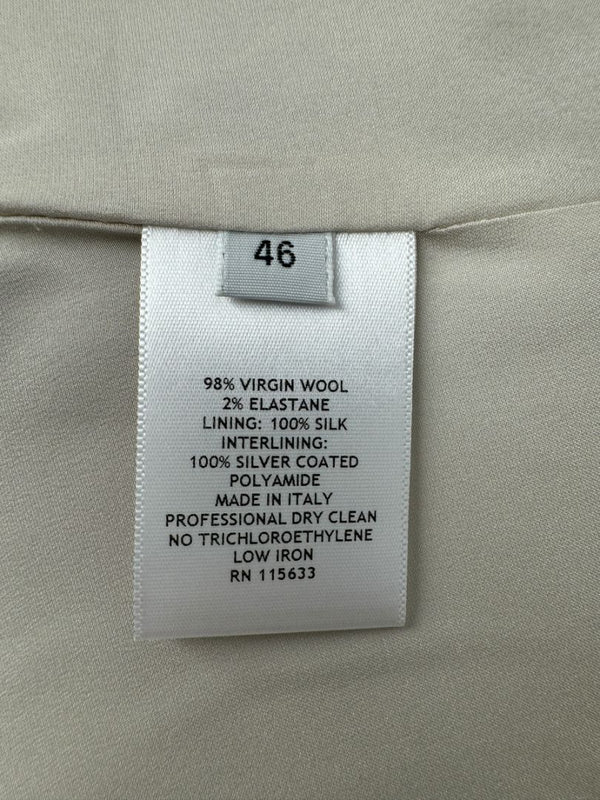 46
98% VIRGIN WOOL
2% ELASTANE
LINING: 100% SILK
INTERLINING:
100% SILVER COATED
POLYAMIDE
MADE IN ITALY
PROFESSIONAL DRY CLEAN
NO TRICHLOROETHYLENE
LOW IRON
RN 115633